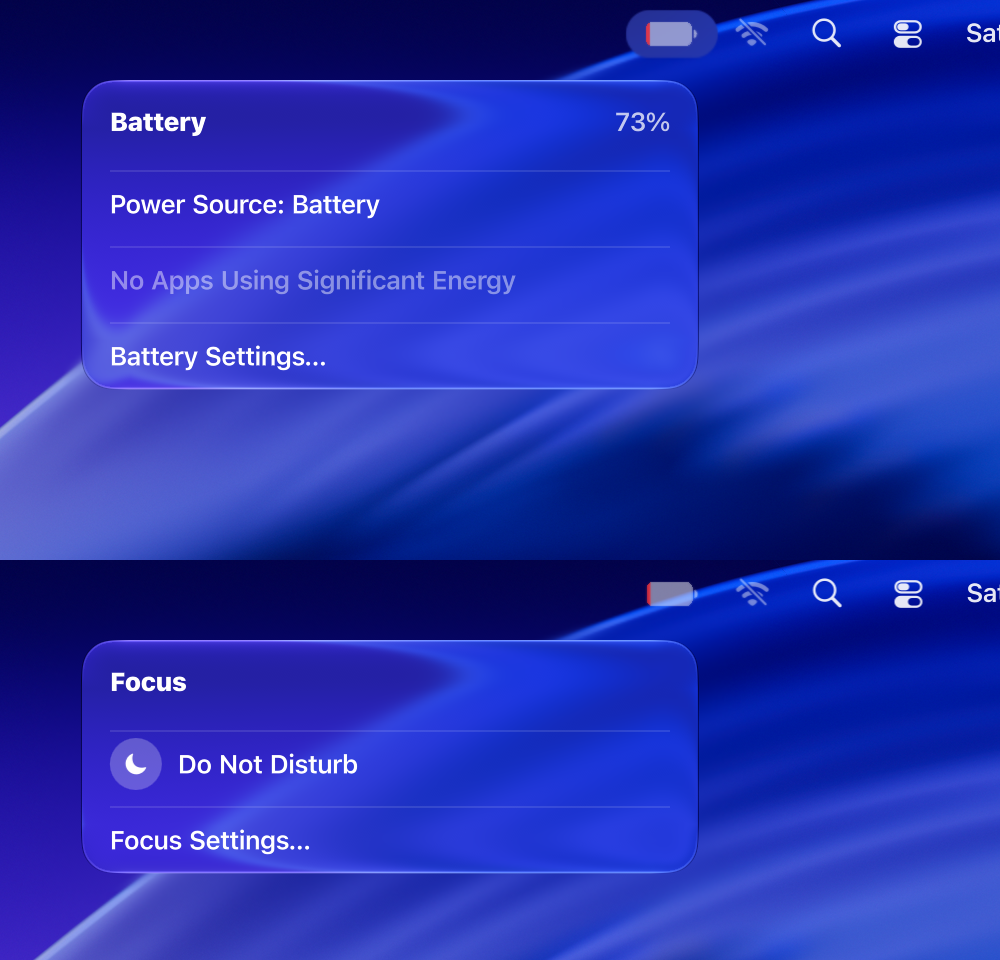 Sat
Battery 73%
Power Source: Battery
No Apps Using Significant Energy
Battery Settings...
Sat
Focus
Do Not Disturb
Focus Settings...